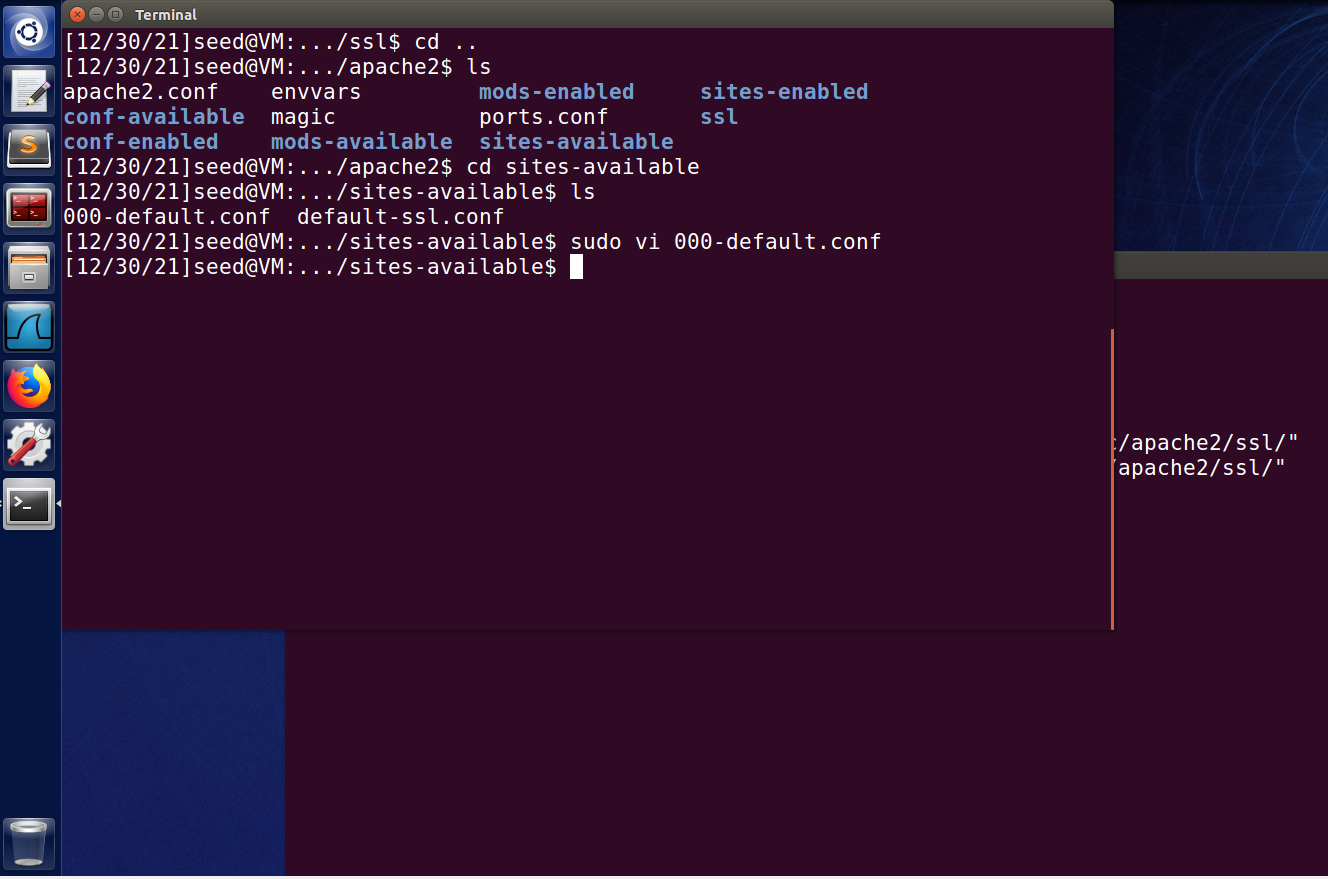 Terminal
[12/30/21]seed@VM:.../ssl$ cd ..
[12/30/21]seed@VM:.../apache2$ ls
apache2.conf envvars mods-enabled sites-enabled
conf-available magic ports.conf ssl
conf-enabled mods-available sites-available
[12/30/21]seed@VM:.../apache2$ cd sites-available
[12/30/21]seed@VM:.../sites-available$ ls
000-default.conf default-ssl.conf
[12/30/21]seed@VM:.../sites-available$ sudo vi 000-default.conf
[12/30/21]seed@VM:.../sites-available$
/apache2/ssl/"
/apache2/ssl/"